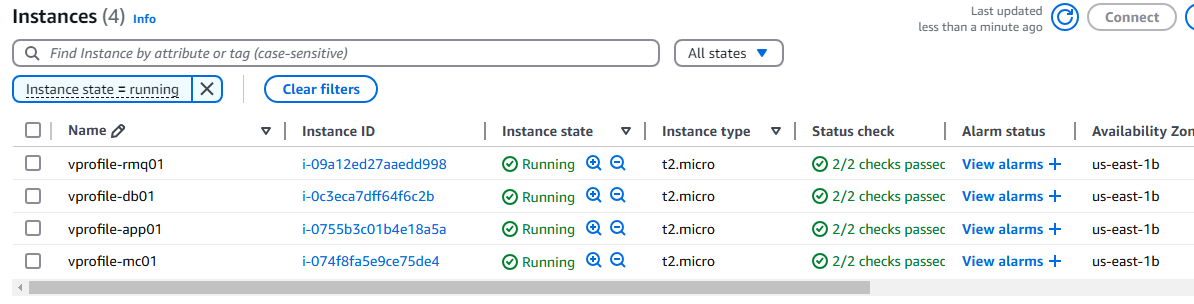 Instances (4) Info
Last updated
less than a minute ago
Connect
Find Instance by attribute or tag (case-sensitive)
All states
Instance state = running
Clear filters
Name Instance ID Instance state Instance type Status check Alarm status Availability Zon
vprofile-rmq01 i-09a12ed27aaedd998 Running t2.micro 2/2 checks passed View alarms + us-east-1b
vprofile-db01 i-0c3eca7dff64f6c2b Running t2.micro 2/2 checks passed View alarms + us-east-1b
vprofile-app01 i-0755b3c01b4e18a5a Running t2.micro 2/2 checks passed View alarms + us-east-1b
vprofile-mc01 i-074f8fa5e9ce75de4 Running t2.micro 2/2 checks passed View alarms + us-east-1b